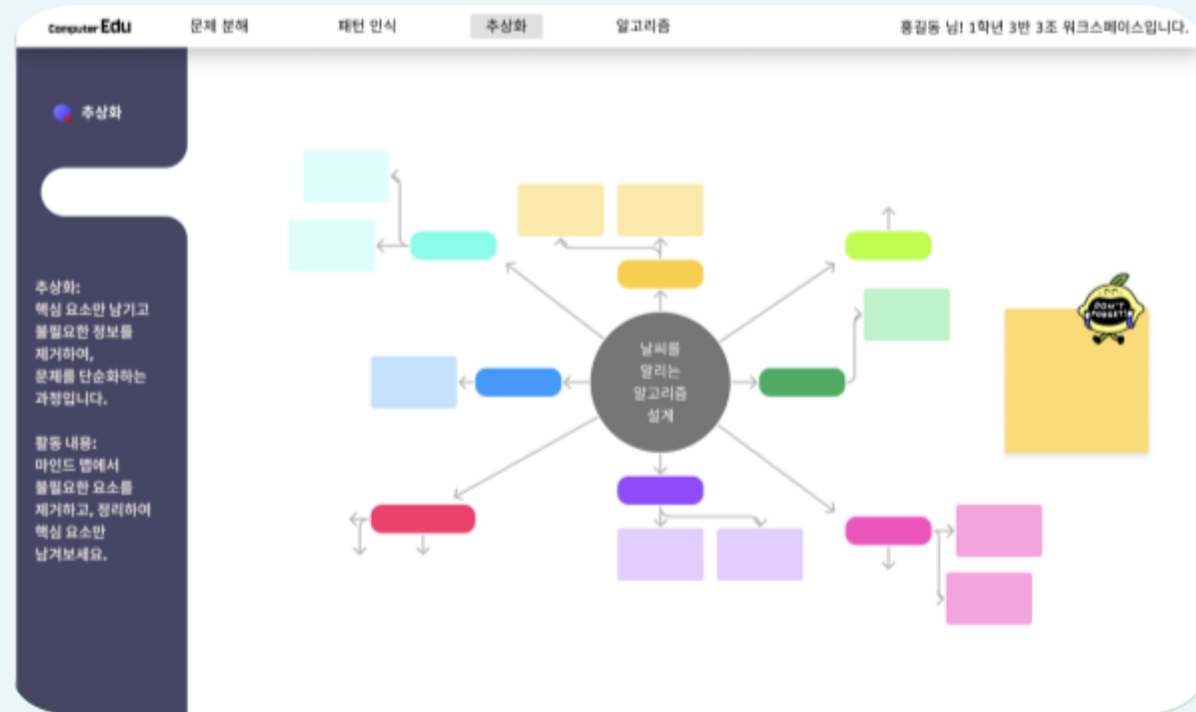 Computer Edu
문제 분해
패턴 인식
추상화
알고리즘
홍길동 님! 1학년 3반 3조 워크스페이스입니다.
추상화
추상화:
핵심 요소만 남기고
불필요한 정보를
제거하여,
문제를 단순화하는
과정입니다.
활동 내용:
마인드 맵에서
불필요한 요소를
제거하고, 정리하여
핵심 요소만
남겨보세요.
날씨를
알리는
알고리즘
설계
DON'T
FORGET!